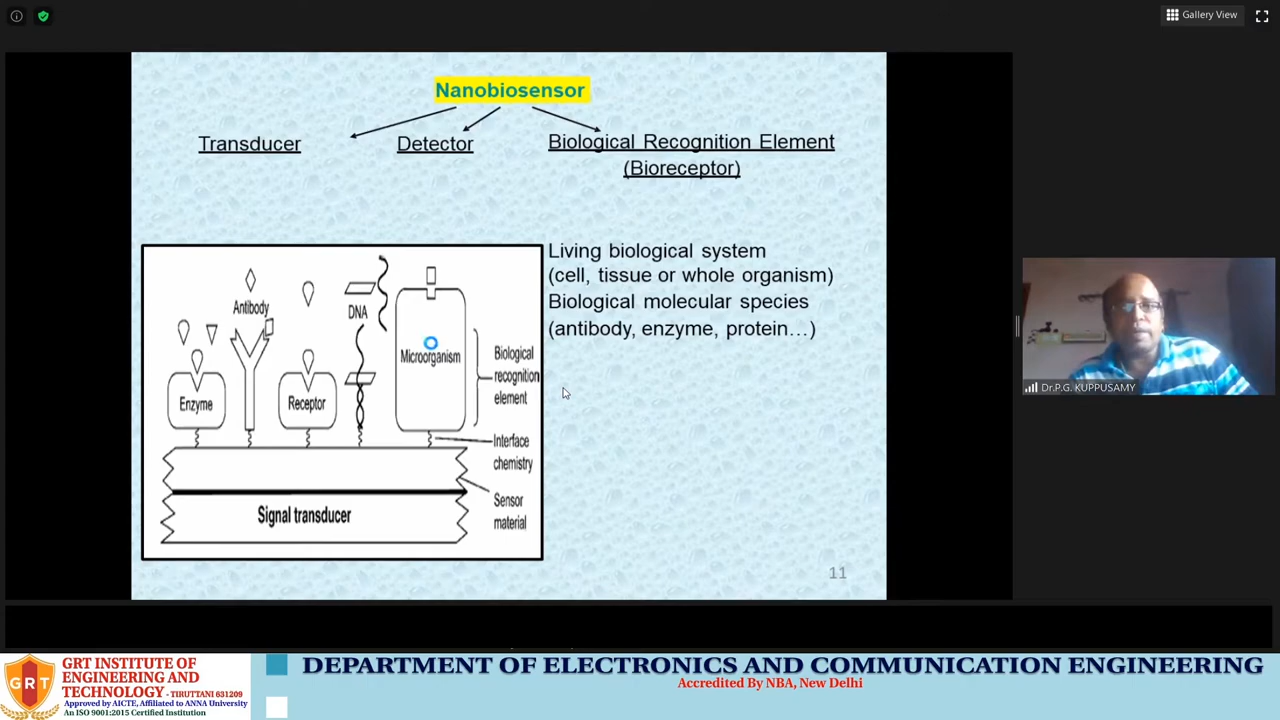 Gallery View
Nanobiosensor
Transducer
Detector
Biological Recognition Element
(Bioreceptor)
Living biological system
(cell, tissue or whole organism)
Biological molecular species
(antibody, enzyme, protein…)
Antibody
DNA
Microorganism
Enzyme
Receptor
Biological
recognition
element
Interface
chemistry
Sensor
material
Signal transducer
11
Dr.P.G. KUPPUSAMY
GRT
GRT INSTITUTE OF
ENGINEERING AND
TECHNOLOGY - TIRUTTANI 631209
Approved by AICTE, Affiliated to ANNA University
An ISO 9001:2015 Certified Institution
DEPARTMENT OF ELECTRONICS AND COMMUNICATION ENGINEERING
Accredited By NBA, New Delhi